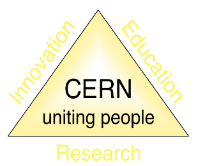 Innovation
Education
CERN
uniting people
Research